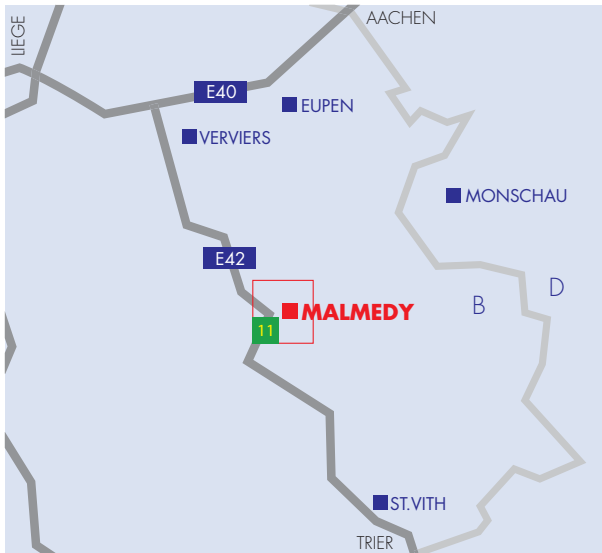 LIEGE
AACHEN
E40
EUPEN
VERVIERS
MONSCHAU
E42
D
B
MALMEDY
11
ST.VITH
TRIER